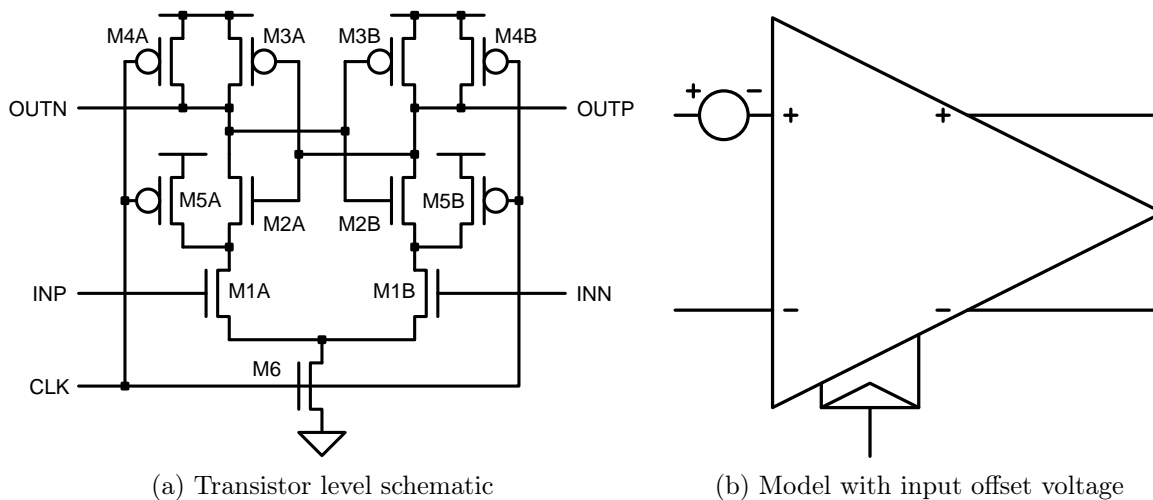 M4A M3A M3B M4B
OUTN OUTP
+ -
+ +
M5A M5B
M2A M2B
INP M1A M1B INN
- -
M6
CLK
(a) Transistor level schematic
(b) Model with input offset voltage